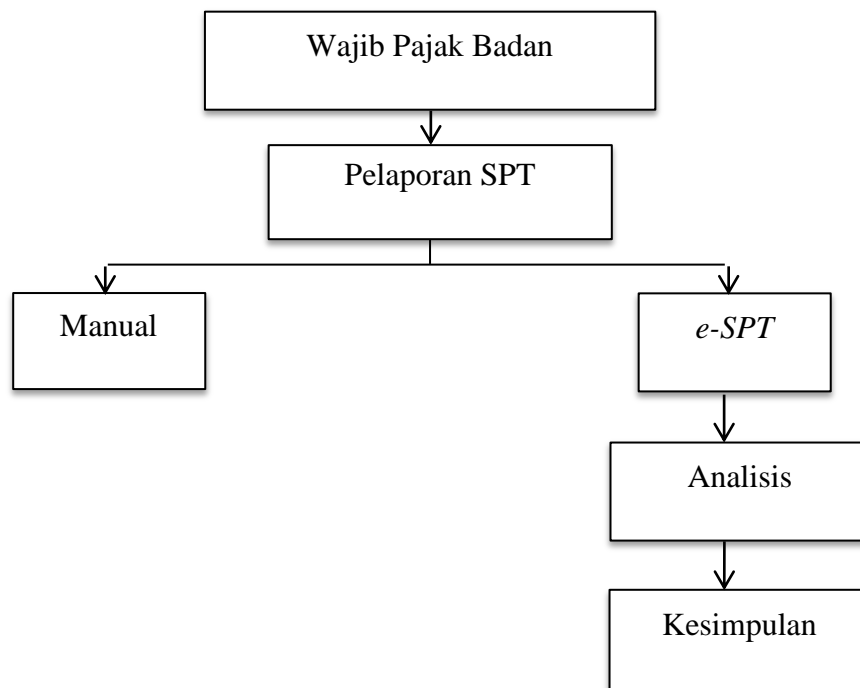 Wajib Pajak Badan
Pelaporan SPT
Manual
e-SPT
Analisis
Kesimpulan